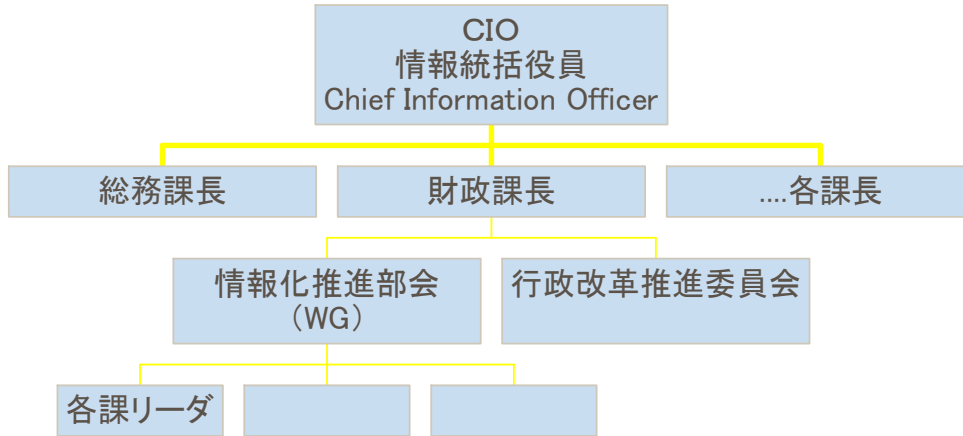 CIO
情報統括役員
Chief Information Officer
総務課長
財政課長
....各課長
情報化推進部会
（WG）
行政改革推進委員会
各課リーダ